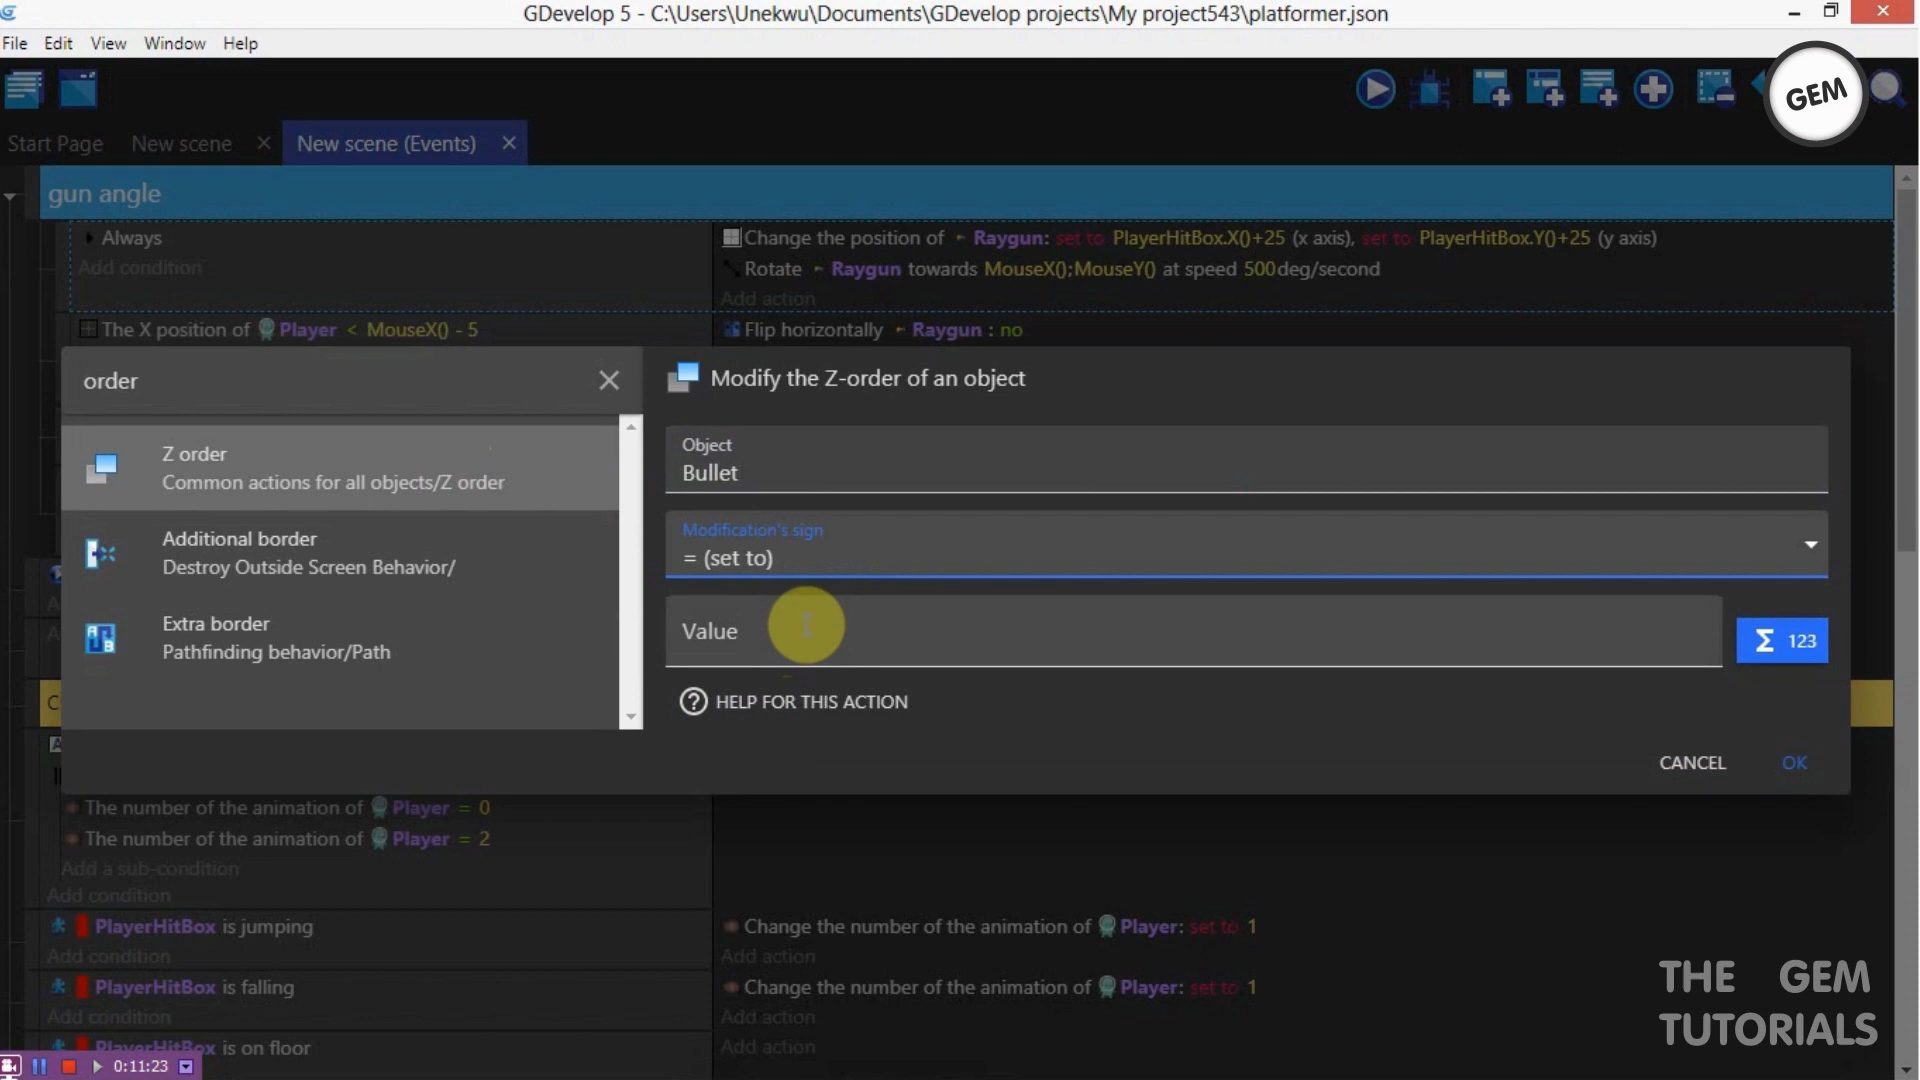 GDevelop 5 - C:\Users\Unekwu\Documents\GDevelop projects\My project543\platformer.json
File Edit View Window Help
GEM
Start Page New scene New scene (Events)
gun angle
Always
Add condition
Change the position of Raygun: set to PlayerHitBox.X()+25 (x axis), set to PlayerHitBox.Y()+25 (y axis)
Rotate Raygun towards MouseX();MouseY() at speed 500deg/second
Add action
The X position of Player < MouseX() - 5
Flip horizontally Raygun : no
order
Z order
Common actions for all objects/Z order
Additional border
Destroy Outside Screen Behavior/
Extra border
Pathfinding behavior/Path
Modify the Z-order of an object
Object
Bullet
Modification's sign
= (set to)
Value
Σ 123
? HELP FOR THIS ACTION
CANCEL OK
The number of the animation of Player = 0
The number of the animation of Player = 2
Add a sub-condition
Add condition
PlayerHitBox is jumping
Add condition
Change the number of the animation of Player: set to 1
Add action
PlayerHitBox is falling
Add condition
Change the number of the animation of Player: set to 1
Add action
PlayerHitBox is on floor
Add action
THE GEM
TUTORIALS
0:11:23